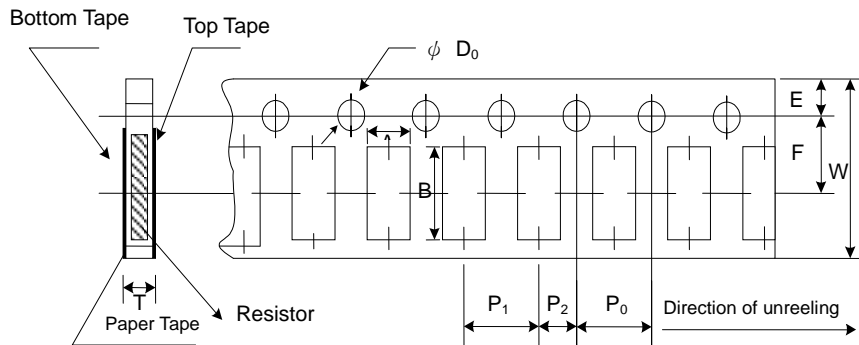 Bottom Tape
Top Tape
ψ D₀
E
F
W
B
T
P₁
P₂
P₀
Resistor
Paper Tape
Direction of unreeling